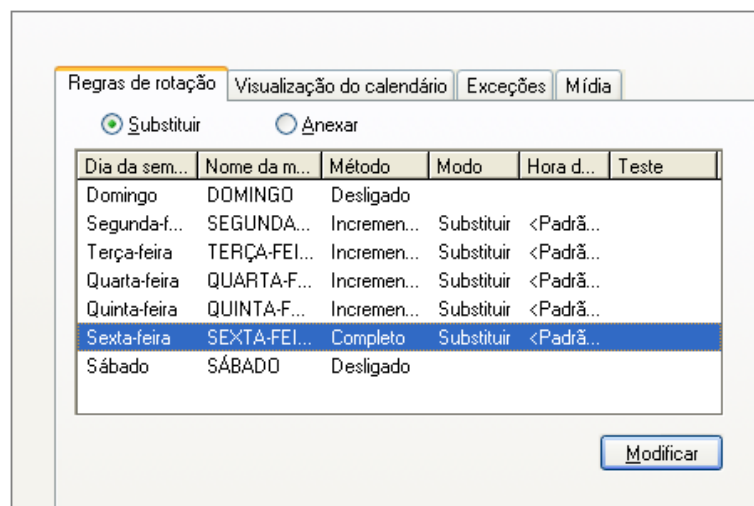 Regras de rotação Visualização do calendário Exceções Mídia
Substituir Anexar
Dia da sem... Nome da m... Método Modo Hora d... Teste
Domingo DOMINGO Desligado
Segunda-f... SEGUNDA... Incremen... Substituir <Padrã...
Terça-feira TERÇA-FEI... Incremen... Substituir <Padrã...
Quarta-feira QUARTA-F... Incremen... Substituir <Padrã...
Quinta-feira QUINTA-F... Incremen... Substituir <Padrã...
Sexta-feira SEXTA-FEI... Completo Substituir <Padrã...
Sábado SÁBADO Desligado
Modificar